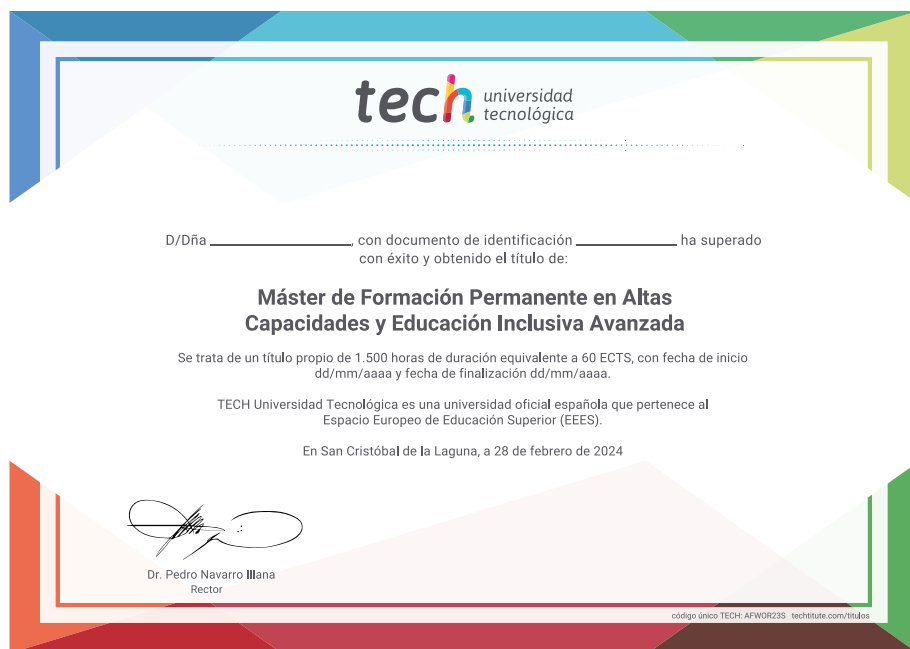 tech universidad
tecnológica
D/Dña ______________, con documento de identificación __________ ha superado
con éxito y obtenido el título de:
Máster de Formación Permanente en Altas
Capacidades y Educación Inclusiva Avanzada
Se trata de un título propio de 1.500 horas de duración equivalente a 60 ECTS, con fecha de inicio
dd/mm/aaaa y fecha de finalización dd/mm/aaaa.
TECH Universidad Tecnológica es una universidad oficial española que pertenece al
Espacio Europeo de Educación Superior (EEES).
En San Cristóbal de la Laguna, a 28 de febrero de 2024
Dr. Pedro Navarro Illana
Rector
código único TECH: AFWOR23S techtitute.com/titulos